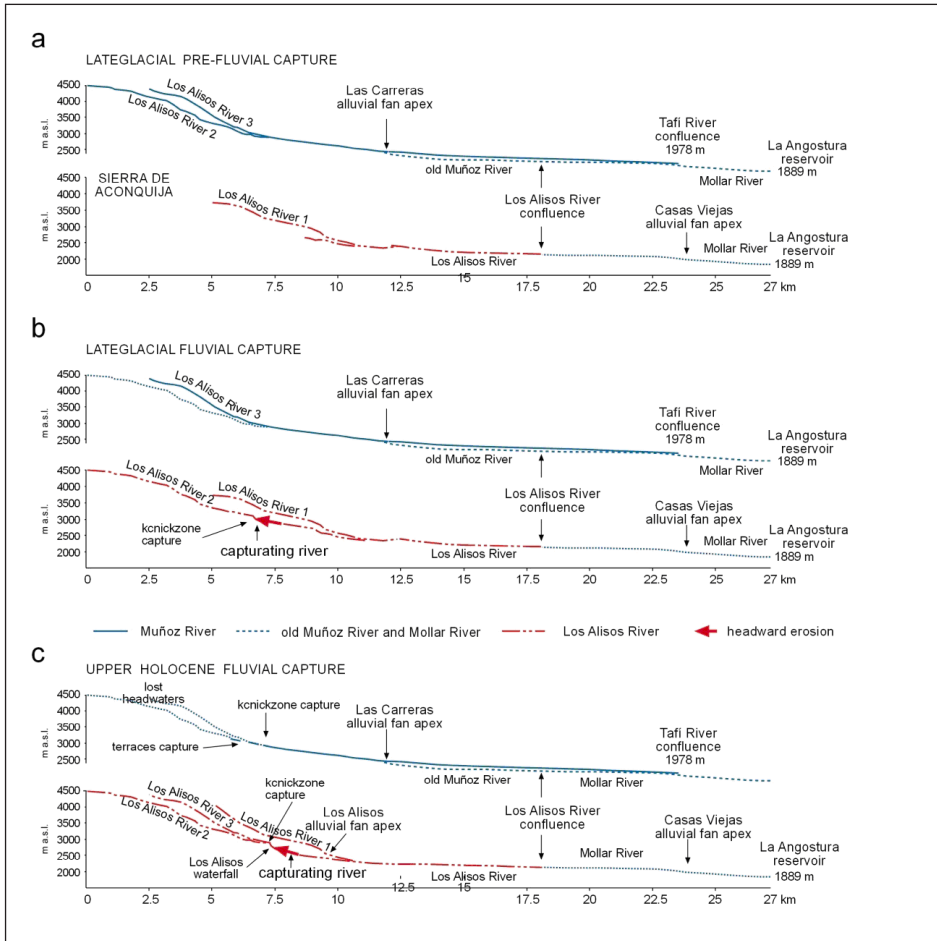 a
LATEGLACIAL PRE-FLUVIAL CAPTURE
4500
4000
3500
3000
2500
m a.s.l.
Los Alisos River 3
Los Alisos River 2
Las Carreras
alluvial fan apex
Tafi River
confluence
1978 m
La Angostura
reservoir
1889 m
old Muñoz River
Mollar River
SIERRA DE
ACONQUIJA
4500
4000
3500
3000
2500
2000
m a.s.l.
Los Alisos River 1
Los Alisos River
confluence
Casas Viejas
alluvial fan apex
Mollar River
La Angostura
reservoir
1889 m
Los Alisos River
15
0 2.5 5 7.5 10 12.5 17.5 20 22.5 25 27 km
b
LATEGLACIAL FLUVIAL CAPTURE
4500
4000
3500
3000
2500
m a.s.l.
Los Alisos River 3
Las Carreras
alluvial fan apex
Tafi River
confluence
1978 m
La Angostura
reservoir
1889 m
old Muñoz River
Mollar River
4500
3500
3000
2500
2000
m a.s.l.
Los Alisos River 2
Los Alisos River 1
kcnickzone
capture
capturating river
Los Alisos River
confluence
Casas Viejas
alluvial fan apex
Mollar River
La Angostura
reservoir
1889 m
Los Alisos River
0 2.5 5 7.5 10 12.5 15 17.5 20 22.5 25 27 km
Muñoz River
old Muñoz River and Mollar River
Los Alisos River
headward erosion
c
UPPER HOLOCENE FLUVIAL CAPTURE
4500
4000
3500
3000
2500
m a.s.l.
lost
headwaters
kcnickzone capture
terraces capture
Las Carreras
alluvial fan apex
Tafi River
confluence
1978 m
old Muñoz River
Mollar River
4500
4000
3500
3000
2500
2000
m a.s.l.
Los Alisos River 3
Los Alisos River 2
Los Alisos River 1
kcnickzone
capture
Los Alisos
alluvial fan apex
Los Alisos
waterfall
capturating river
Los Alisos River
confluence
Casas Viejas
alluvial fan apex
Mollar River
La Angostura
reservoir
1889 m
Los Alisos River
12.5 15
0 2.5 5 7.5 10 17.5 20 22.5 25 27 km